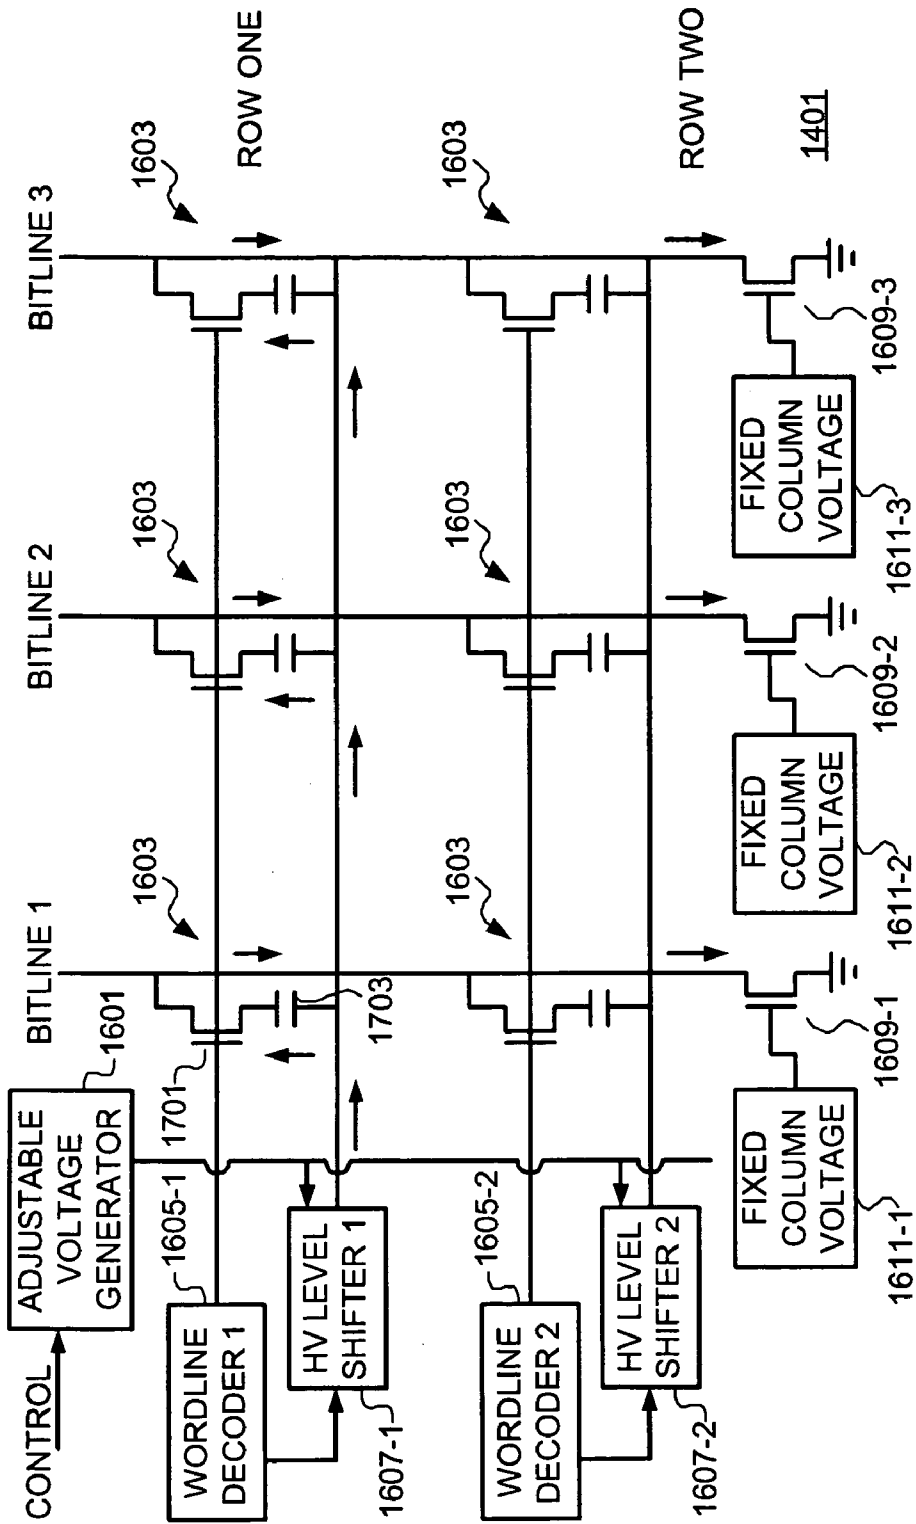 CONTROL
ADJUSTABLE
VOLTAGE
GENERATOR
1601
BITLINE 1
BITLINE 2
BITLINE 3
WORDLINE
DECODER 1
1605-1
1701
1603
1603
1603
ROW ONE
HV LEVEL
SHIFTER 1
1607-1
1703
WORDLINE
DECODER 2
1605-2
1603
1603
1603
HV LEVEL
SHIFTER 2
1607-2
ROW TWO
FIXED
COLUMN
VOLTAGE
1611-1
1609-1
FIXED
COLUMN
VOLTAGE
1611-2
1609-2
FIXED
COLUMN
VOLTAGE
1611-3
1609-3
1401